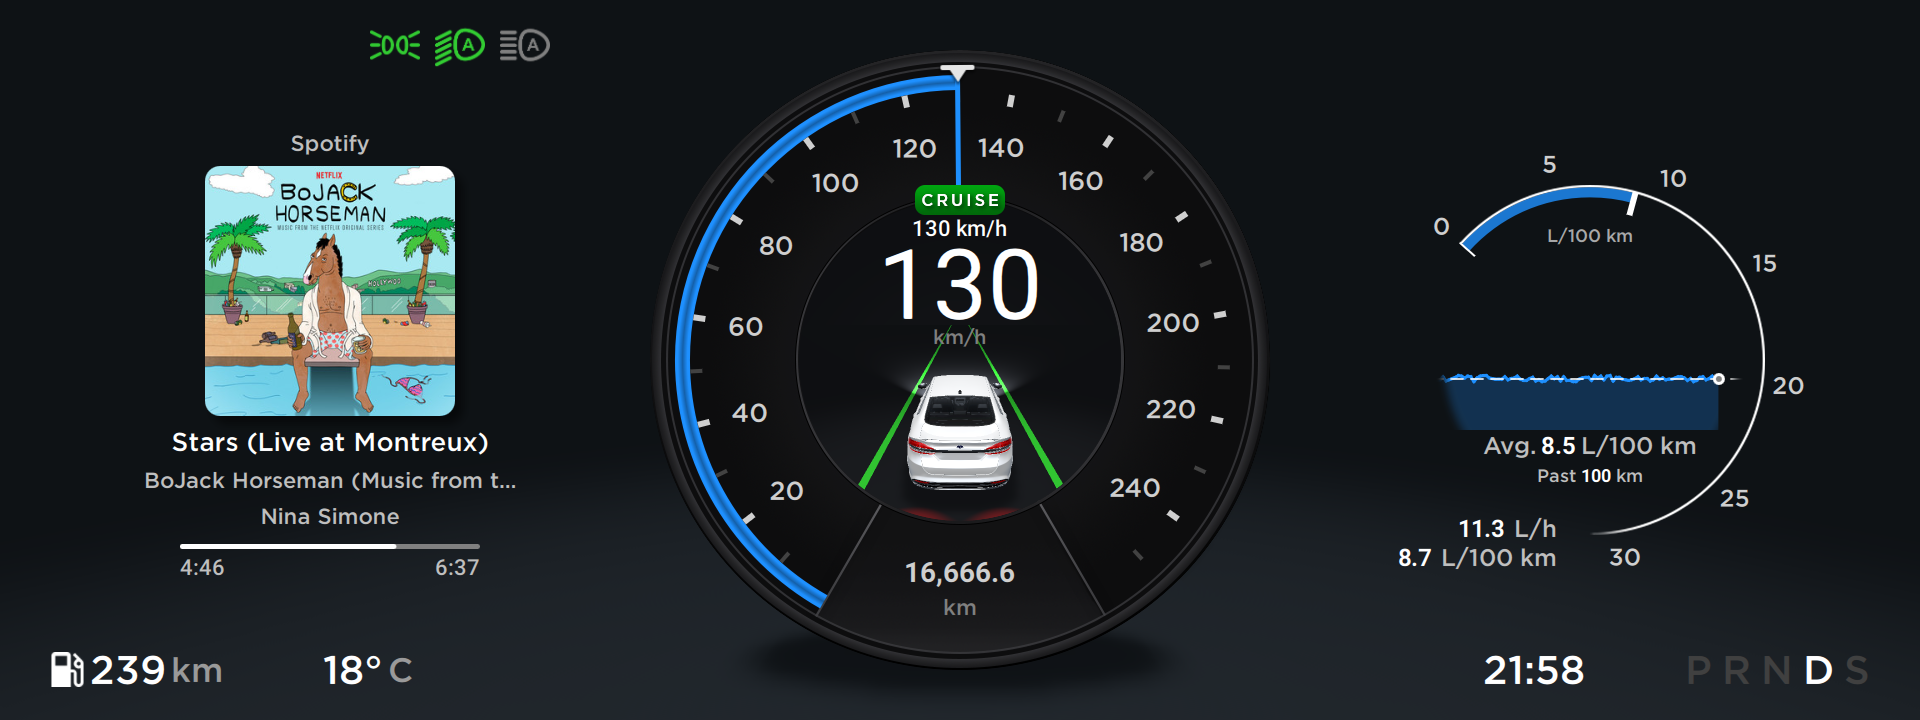 A
A
Spotify
NETFLIX
BOJACK
HORSEMAN
MUSIC FROM THE NETFLIX ORIGINAL SERIES
Stars (Live at Montreux)
BoJack Horseman (Music from t...
Nina Simone
4:46 6:37
239 km
18° C
20
40
60
80
100
120
140
160
180
200
220
240
CRUISE
130 km/h
130
km/h
16,666.6
km
0
5
10
15
20
25
30
L/100 km
Avg. 8.5 L/100 km
Past 100 km
11.3 L/h
8.7 L/100 km
21:58
P R N D S